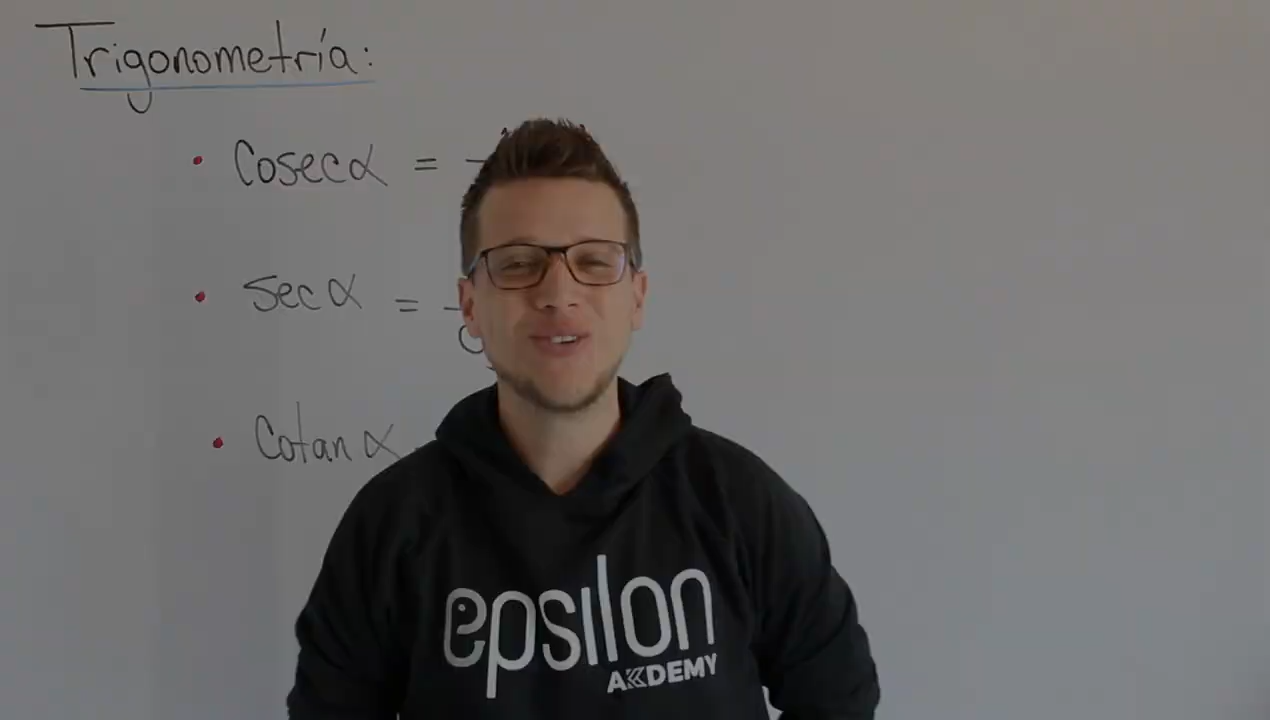 Trigonometría:
• Cosec α =
• Sec α =
• Cotan α
epsilon
AKDEMY